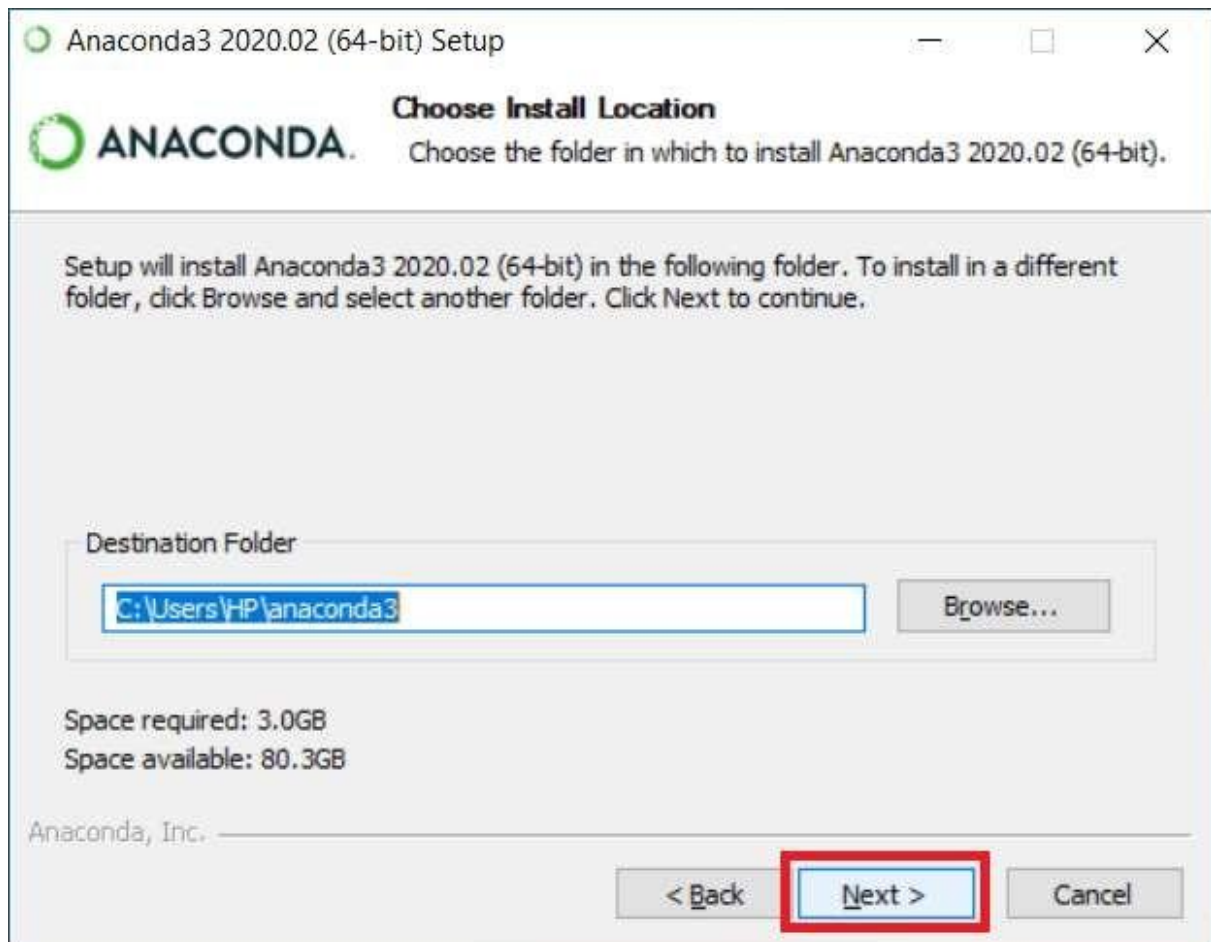 Anaconda3 2020.02 (64-bit) Setup
ANACONDA.
Choose Install Location
Choose the folder in which to install Anaconda3 2020.02 (64-bit).
Setup will install Anaconda3 2020.02 (64-bit) in the following folder. To install in a different
folder, click Browse and select another folder. Click Next to continue.
Destination Folder
C:\Users\HP\anaconda3
Browse...
Space required: 3.0GB
Space available: 80.3GB
Anaconda, Inc.
< Back
Next >
Cancel